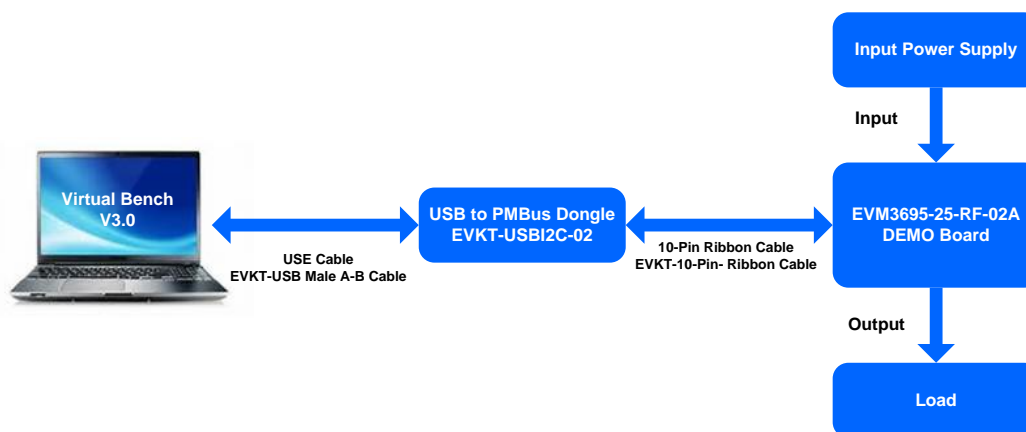 Input Power Supply
Input
Virtual Bench
V3.0
USB to PMBus Dongle
EVKT-USBI2C-02
EVM3695-25-RF-02A
DEMO Board
USE Cable
EVKT-USB Male A-B Cable
10-Pin Ribbon Cable
EVKT-10-Pin- Ribbon Cable
Output
Load